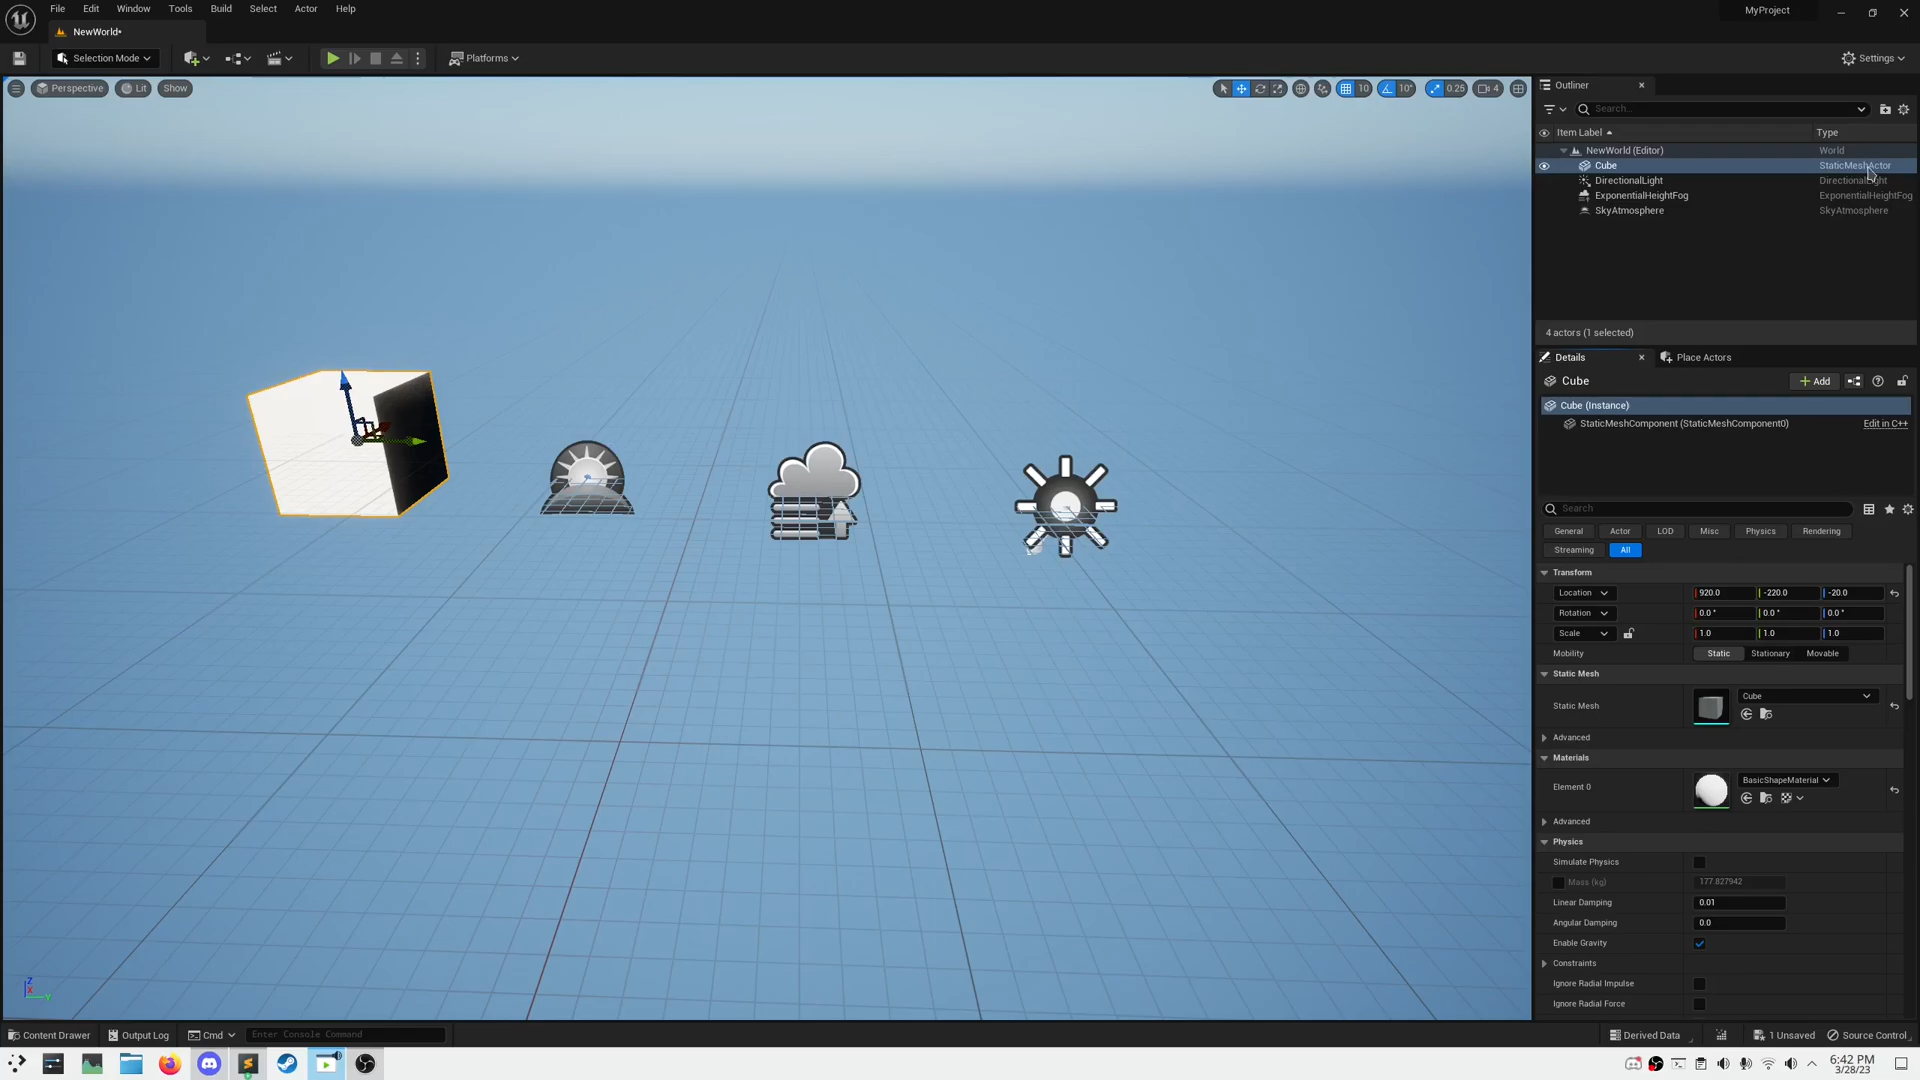 File Edit Window Tools Build Select Actor Help
MyProject
NewWorld*
Selection Mode
Platforms
Settings
Perspective Lit Show
10 10° 0.25 4
Outliner
Search...
Item Label Type
NewWorld (Editor) World
Cube StaticMeshActor
DirectionalLight DirectionalLight
ExponentialHeightFog ExponentialHeightFog
SkyAtmosphere SkyAtmosphere
4 actors (1 selected)
Details Place Actors
Cube
Add
Cube (Instance)
StaticMeshComponent (StaticMeshComponent0) Edit in C++
Search
General Actor LOD Misc Physics Rendering
Streaming All
Transform
Location 920.0 -220.0 -20.0
Rotation 0.0 ° 0.0 ° 0.0 °
Scale 1.0 1.0 1.0
Mobility Static Stationary Movable
Static Mesh
Cube
Static Mesh
Advanced
Materials
BasicShapeMaterial
Element 0
Advanced
Physics
Simulate Physics
Mass (kg) 177.827942
Linear Damping 0.01
Angular Damping 0.0
Enable Gravity
Constraints
Ignore Radial Impulse
Ignore Radial Force
Z
X
Y
Content Drawer Output Log Cmd Enter Console Command
Derived Data 1 Unsaved Source Control
6:42 PM
3/28/23